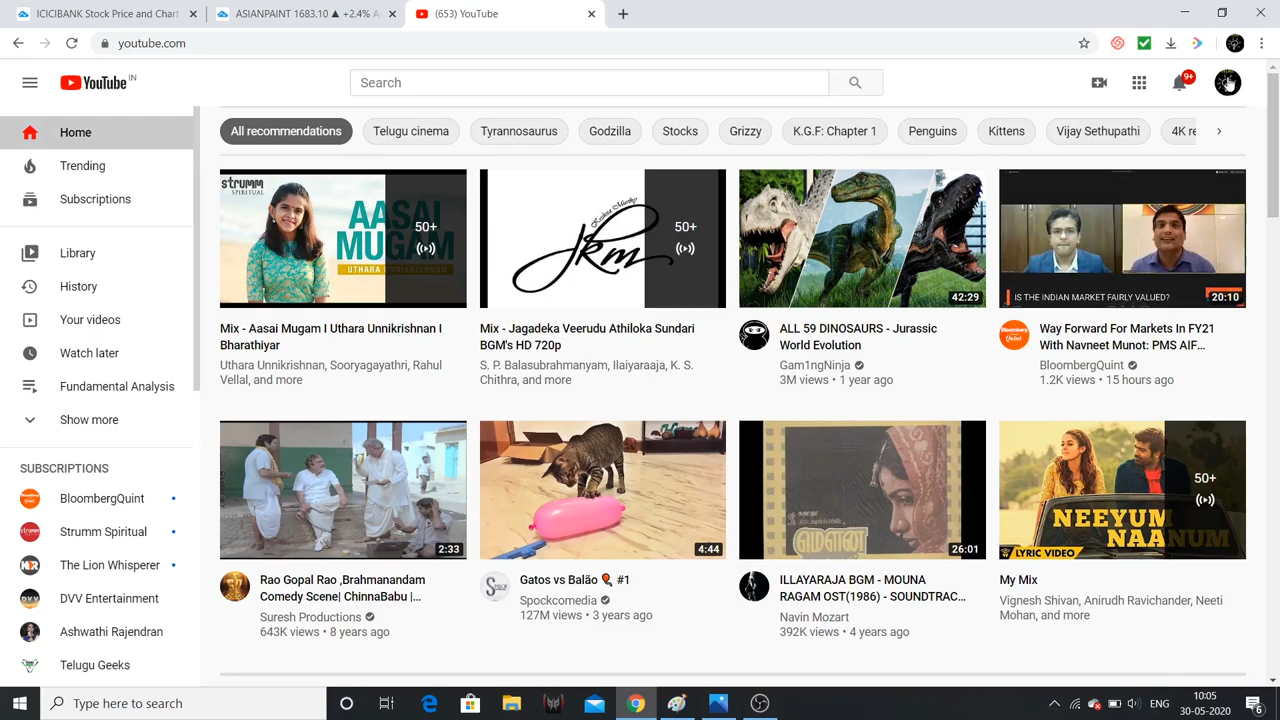 ICICIBANK Stock Price and Chart
ASIANPAINT 1683.10 ▲ +2.4% A
(653) YouTube
youtube.com
YouTube IN
Search
9+
Home
Trending
Subscriptions
Library
History
Your videos
Watch later
Fundamental Analysis
Show more
SUBSCRIPTIONS
BloombergQuint
Strumm Spiritual
The Lion Whisperer
DVV Entertainment
Ashwathi Rajendran
Telugu Geeks
All recommendations
Telugu cinema
Tyrannosaurus
Godzilla
Stocks
Grizzy
K.G.F: Chapter 1
Penguins
Kittens
Vijay Sethupathi
4K re
strumm
SPIRITUAL
AASAI
MUGAM
UTHARA UNNIKRISHNAN
50+
Mix - Aasai Mugam I Uthara Unnikrishnan I
Bharathiyar
Uthara Unnikrishnan, Sooryagayathri, Rahul
Vellal, and more
jkm
50+
Mix - Jagadeka Veerudu Athiloka Sundari
BGM's HD 720p
S. P. Balasubrahmanyam, Ilaiyaraaja, K. S.
Chithra, and more
42:29
ALL 59 DINOSAURS - Jurassic
World Evolution
Gam1ngNinja
3M views • 1 year ago
IS THE INDIAN MARKET FAIRLY VALUED?
20:10
Way Forward For Markets In FY21
With Navneet Munot: PMS AIF...
BloombergQuint
1.2K views • 15 hours ago
2:33
Rao Gopal Rao ,Brahmanandam
Comedy Scene| ChinnaBabu |...
Suresh Productions
643K views • 8 years ago
4:44
Gatos vs Balão 🎈 #1
Spockcomedia
127M views • 3 years ago
மௌன
26:01
ILLAYARAJA BGM - MOUNA
RAGAM OST(1986) - SOUNDTRAC...
Navin Mozart
392K views • 4 years ago
NEEYUM
NAANUM
LYRIC VIDEO
50+
My Mix
Vignesh Shivan, Anirudh Ravichander, Neeti
Mohan, and more
Type here to search
ENG
10:05
30-05-2020
6